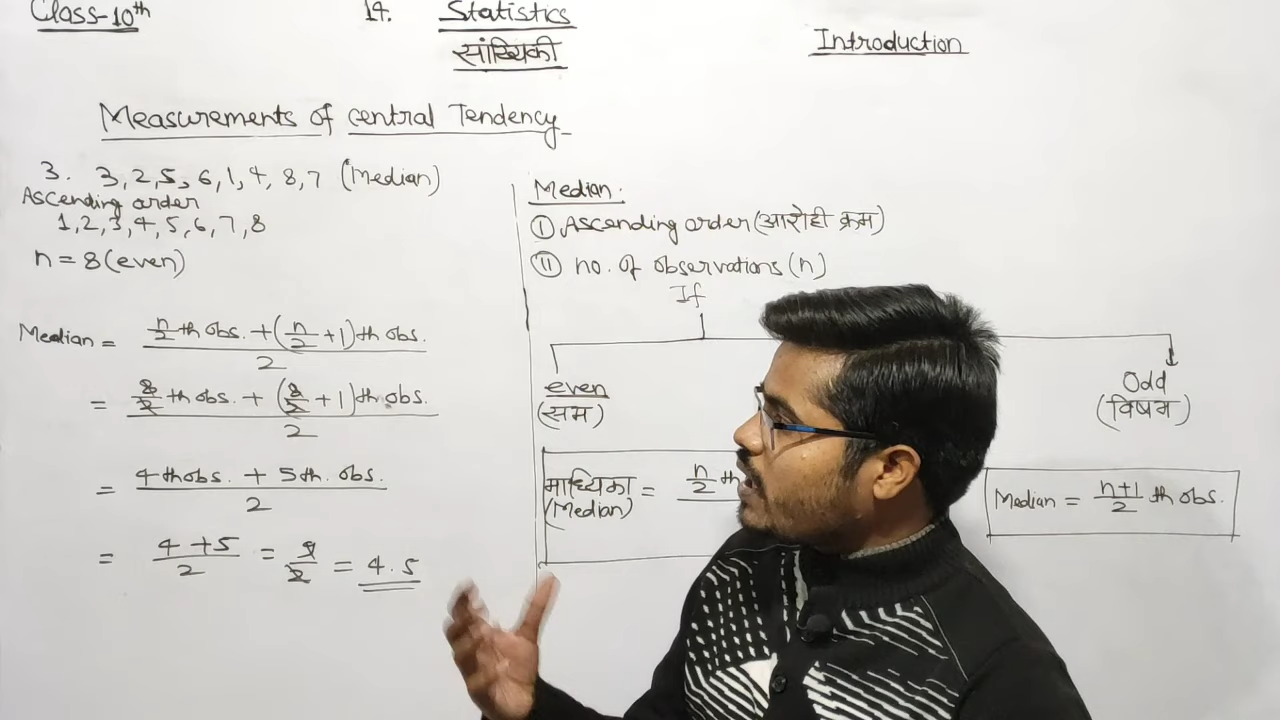 Class-10th
14. Statistics
सांख्यिकी
Introduction
Measurements of central Tendency
3. 3, 2, 5, 6, 1, 4, 8, 7 (Median)
Ascending order
1, 2, 3, 4, 5, 6, 7, 8
n = 8 (even)
Median = n/2 th obs. + (n/2 + 1) th obs. / 2
= 8/2 th obs. + (8/2 + 1) th obs. / 2
= 4th obs. + 5th. obs. / 2
= 4 + 5 / 2 = 9/2 = 4.5
Median:
(I) Ascending order (आरोही क्रम)
(II) no. of observations (n)
If
even
(सम)
माध्यिका = n/2 th
(Median)
Odd
(विषम)
Median = n+1/2 th obs.